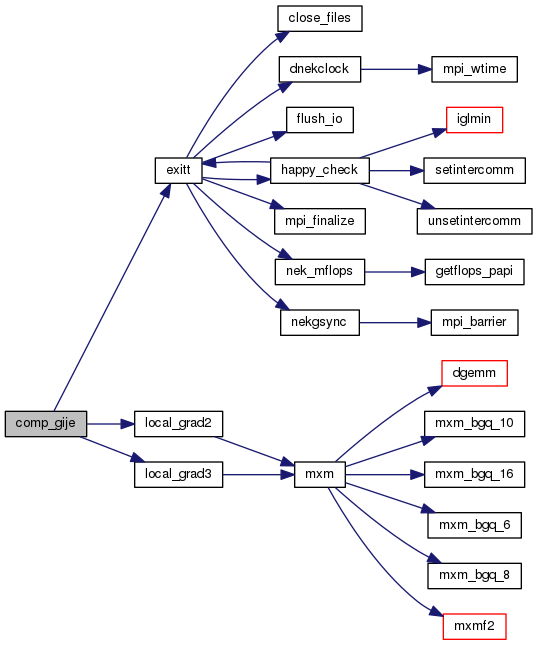 close_files
dnekclock
mpi_wtime
flush_io
iglmin
exitt
happy_check
setintercomm
mpi_finalize
unsetintercomm
nek_mflops
getflops_papi
nekgsync
mpi_barrier
dgemm
comp_gije
local_grad2
mxm_bgq_10
local_grad3
mxm
mxm_bgq_16
mxm_bgq_6
mxm_bgq_8
mxmf2